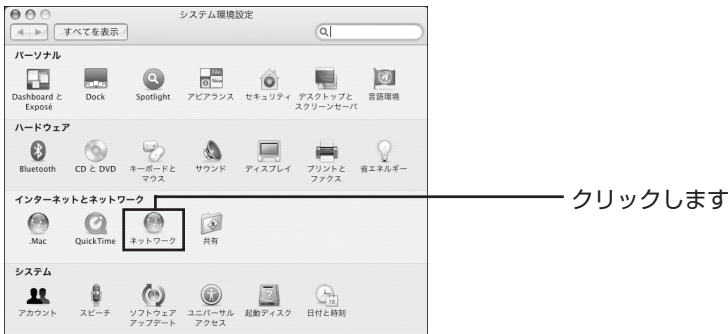 システム環境設定
すべてを表示
パーソナル
Dashboard と
Exposé
Dock
Spotlight
File
New
アピアランス
セキュリティ
デスクトップと
スクリーンセーバ
言語環境
ハードウェア
Bluetooth
CD と DVD
キーボードと
マウス
サウンド
ディスプレイ
プリントと
ファクス
省エネルギー
インターネットとネットワーク
クリックします
.Mac
QuickTime
ネットワーク
共有
システム
アカウント
スピーチ
ソフトウェア
アップデート
ユニバーサル
アクセス
起動ディスク
18
日付と時刻